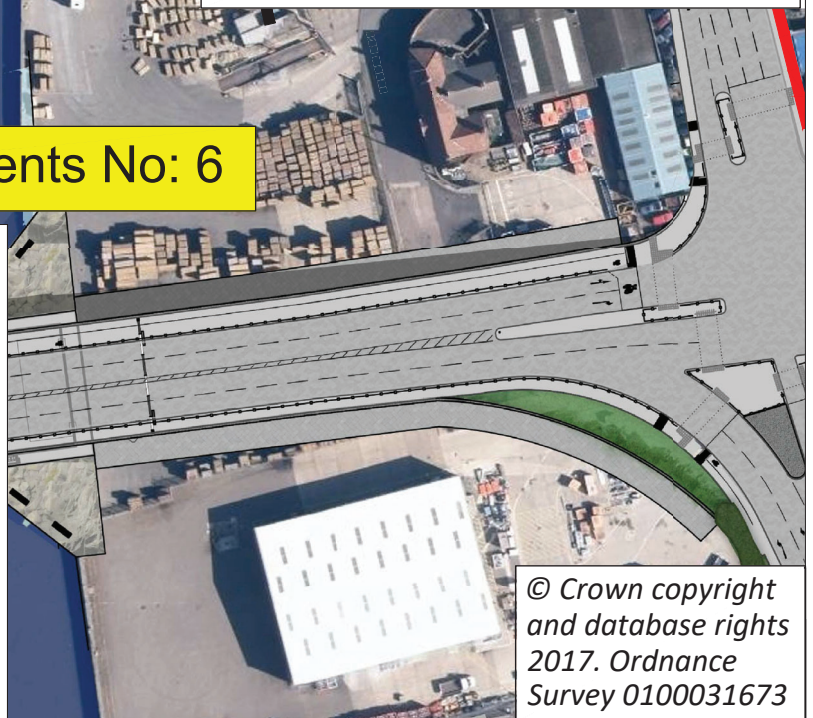 ents No: 6
© Crown copyright
and database rights
2017. Ordnance
Survey 0100031673